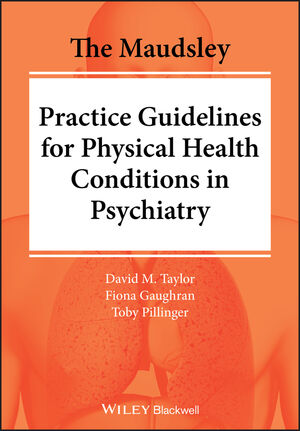 The Maudsley
Practice Guidelines
for Physical Health
Conditions in
Psychiatry
David M. Taylor
Fiona Gaughran
Toby Pillinger
WILEY Blackwell